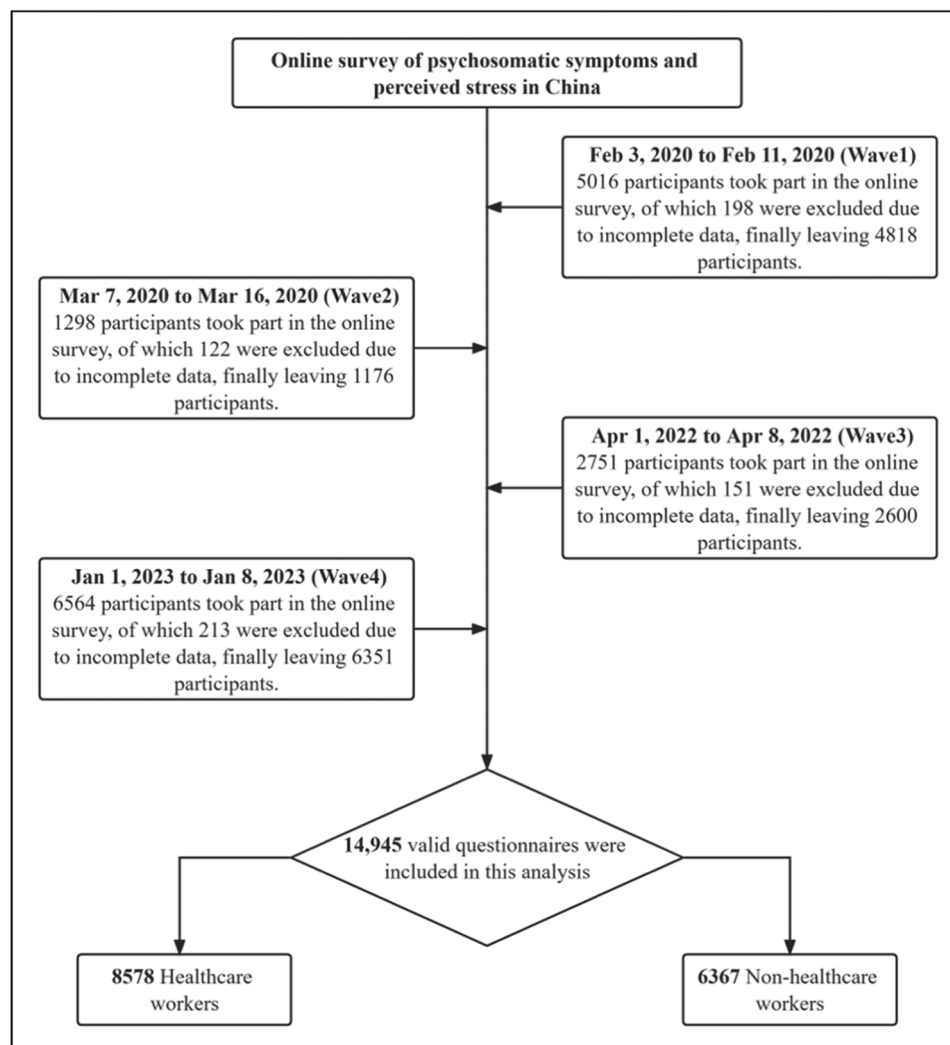 Online survey of psychosomatic symptoms and
perceived stress in China
Feb 3, 2020 to Feb 11, 2020 (Wave1)
5016 participants took part in the online
survey, of which 198 were excluded due
to incomplete data, finally leaving 4818
participants.
Mar 7, 2020 to Mar 16, 2020 (Wave2)
1298 participants took part in the online
survey, of which 122 were excluded due
to incomplete data, finally leaving 1176
participants.
Apr 1, 2022 to Apr 8, 2022 (Wave3)
2751 participants took part in the online
survey, of which 151 were excluded due
to incomplete data, finally leaving 2600
participants.
Jan 1, 2023 to Jan 8, 2023 (Wave4)
6564 participants took part in the online
survey, of which 213 were excluded due
to incomplete data, finally leaving 6351
participants.
14,945 valid questionnaires were
included in this analysis
8578 Healthcare
workers
6367 Non-healthcare
workers